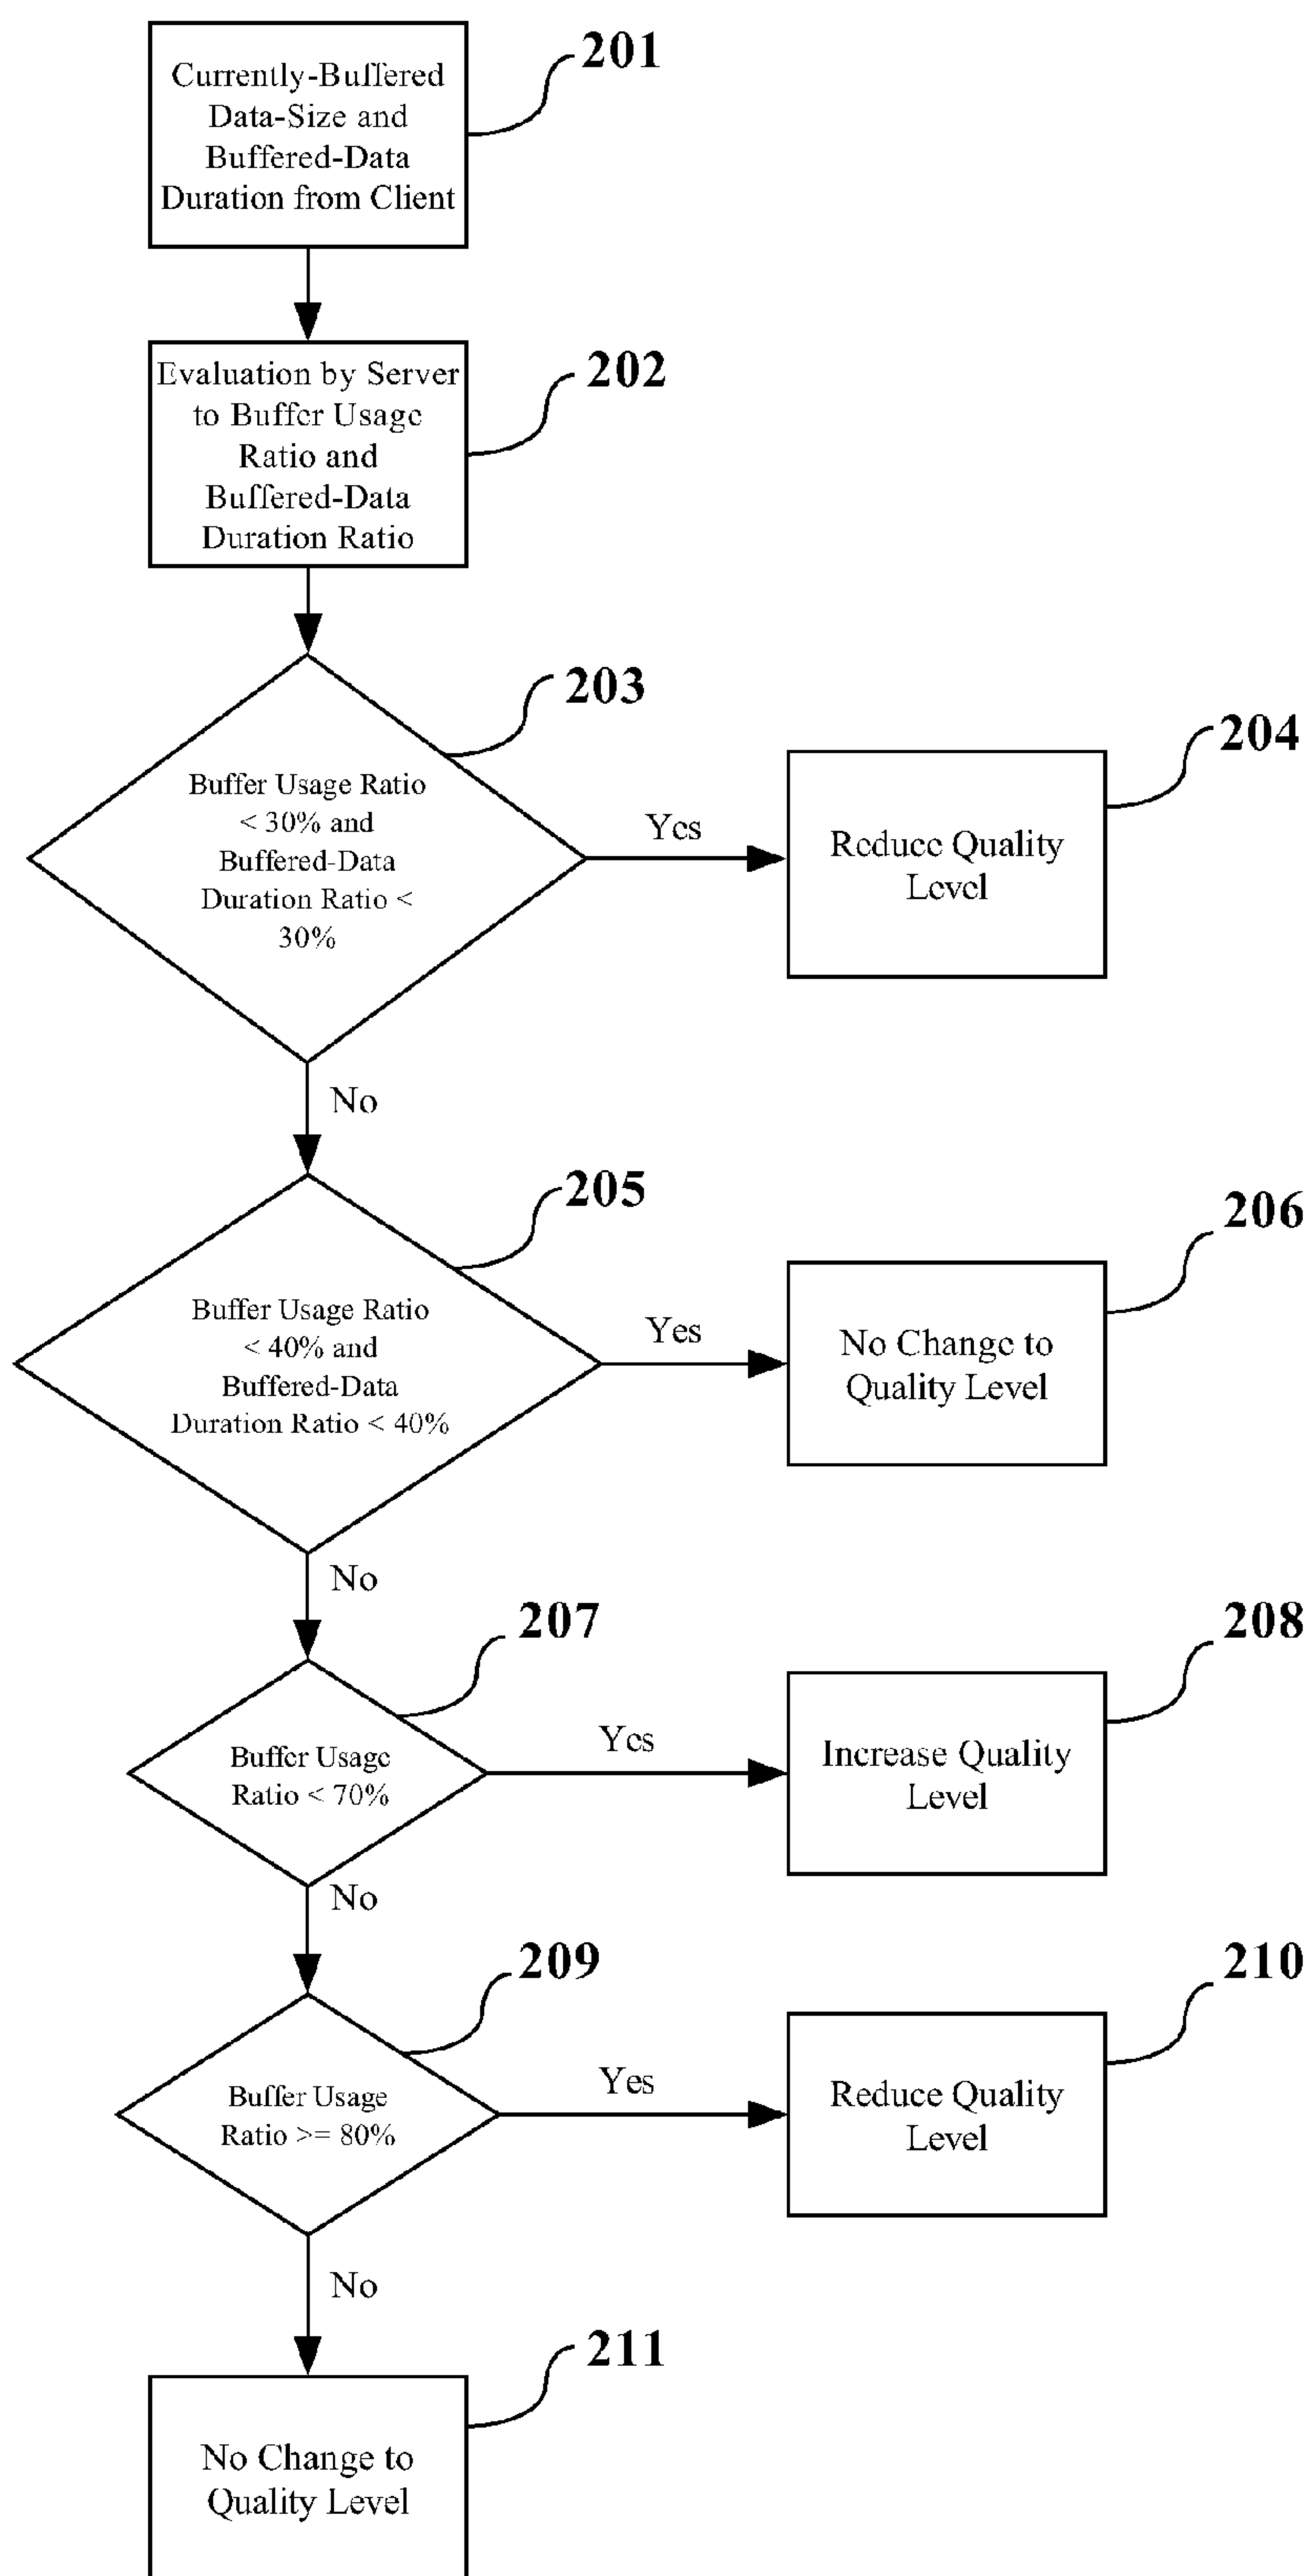 201
Currently-Buffered
Data-Size and
Buffered-Data
Duration from Client
202
Evaluation by Server
to Buffer Usage
Ratio and
Buffered-Data
Duration Ratio
203
Buffer Usage Ratio
< 30% and
Buffered-Data
Duration Ratio <
30%
Yes
204
Reduce Quality
Level
No
205
Buffer Usage Ratio
< 40% and
Buffered-Data
Duration Ratio < 40%
Yes
206
No Change to
Quality Level
No
207
Buffer Usage
Ratio < 70%
Yes
208
Increase Quality
Level
No
209
Buffer Usage
Ratio >= 80%
Yes
210
Reduce Quality
Level
No
211
No Change to
Quality Level